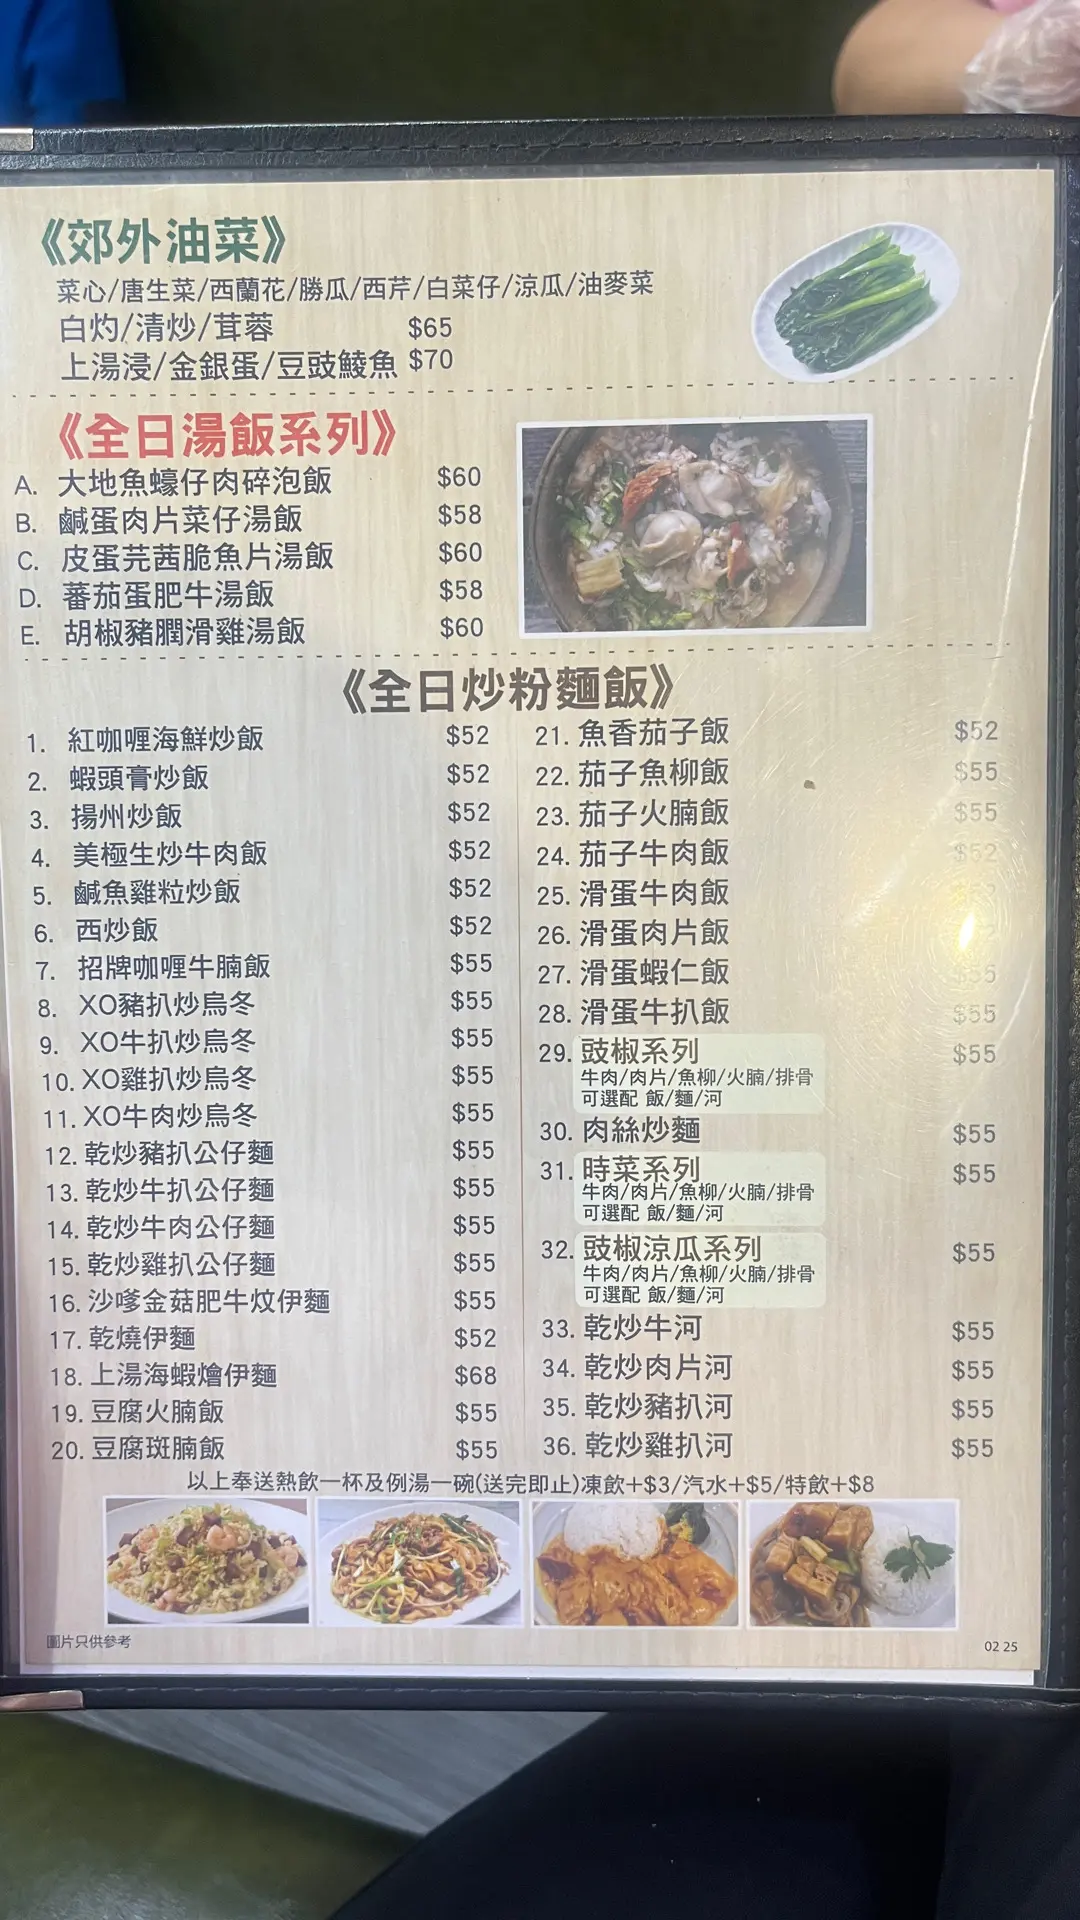 《郊外油菜》
菜心/唐生菜/西蘭花/勝瓜/西芹/白菜仔/涼瓜/油麥菜
白灼/清炒/茸蓉 $65
上湯浸/金銀蛋/豆豉鯪魚 $70
《全日湯飯系列》
A. 大地魚蠔仔肉碎泡飯 $60
B. 鹹蛋肉片菜仔湯飯 $58
C. 皮蛋芫茜脆魚片湯飯 $60
D. 蕃茄蛋肥牛湯飯 $58
E. 胡椒豬膶滑雞湯飯 $60
《全日炒粉麵飯》
1. 紅咖喱海鮮炒飯 $52
2. 蝦頭膏炒飯 $52
3. 揚州炒飯 $52
4. 美極生炒牛肉飯 $52
5. 鹹魚雞粒炒飯 $52
6. 西炒飯 $52
7. 招牌咖喱牛腩飯 $55
8. XO豬扒炒烏冬 $55
9. XO牛扒炒烏冬 $55
10. XO雞扒炒烏冬 $55
11. XO牛肉炒烏冬 $55
12. 乾炒豬扒公仔麵 $55
13. 乾炒牛扒公仔麵 $55
14. 乾炒牛肉公仔麵 $55
15. 乾炒雞扒公仔麵 $55
16. 沙嗲金菇肥牛炆伊麵 $55
17. 乾燒伊麵 $52
18. 上湯海蝦燴伊麵 $68
19. 豆腐火腩飯 $55
20. 豆腐斑腩飯 $55
21. 魚香茄子飯 $52
22. 茄子魚柳飯 $55
23. 茄子火腩飯 $55
24. 茄子牛肉飯 $52
25. 滑蛋牛肉飯
26. 滑蛋肉片飯
27. 滑蛋蝦仁飯
28. 滑蛋牛扒飯 $55
29. 豉椒系列 $55
牛肉/肉片/魚柳/火腩/排骨
可選配 飯/麵/河
30. 肉絲炒麵 $55
31. 時菜系列 $55
牛肉/肉片/魚柳/火腩/排骨
可選配 飯/麵/河
32. 豉椒涼瓜系列 $55
牛肉/肉片/魚柳/火腩/排骨
可選配 飯/麵/河
33. 乾炒牛河 $55
34. 乾炒肉片河 $55
35. 乾炒豬扒河 $55
36. 乾炒雞扒河 $55
以上奉送熱飲一杯及例湯一碗(送完即止)凍飲+$3/汽水+$5/特飲+$8
圖片只供參考
02 25